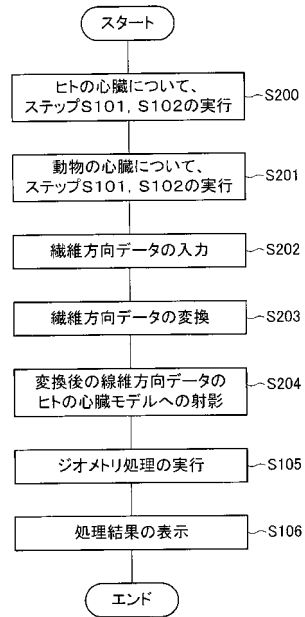 スタート
ヒトの心臓について、
ステップS101, S102の実行
S200
動物の心臓について、
ステップS101, S102の実行
S201
繊維方向データの入力
S202
繊維方向データの変換
S203
変換後の線維方向データの
ヒトの心臓モデルへの射影
S204
ジオメトリ処理の実行
S105
処理結果の表示
S106
エンド